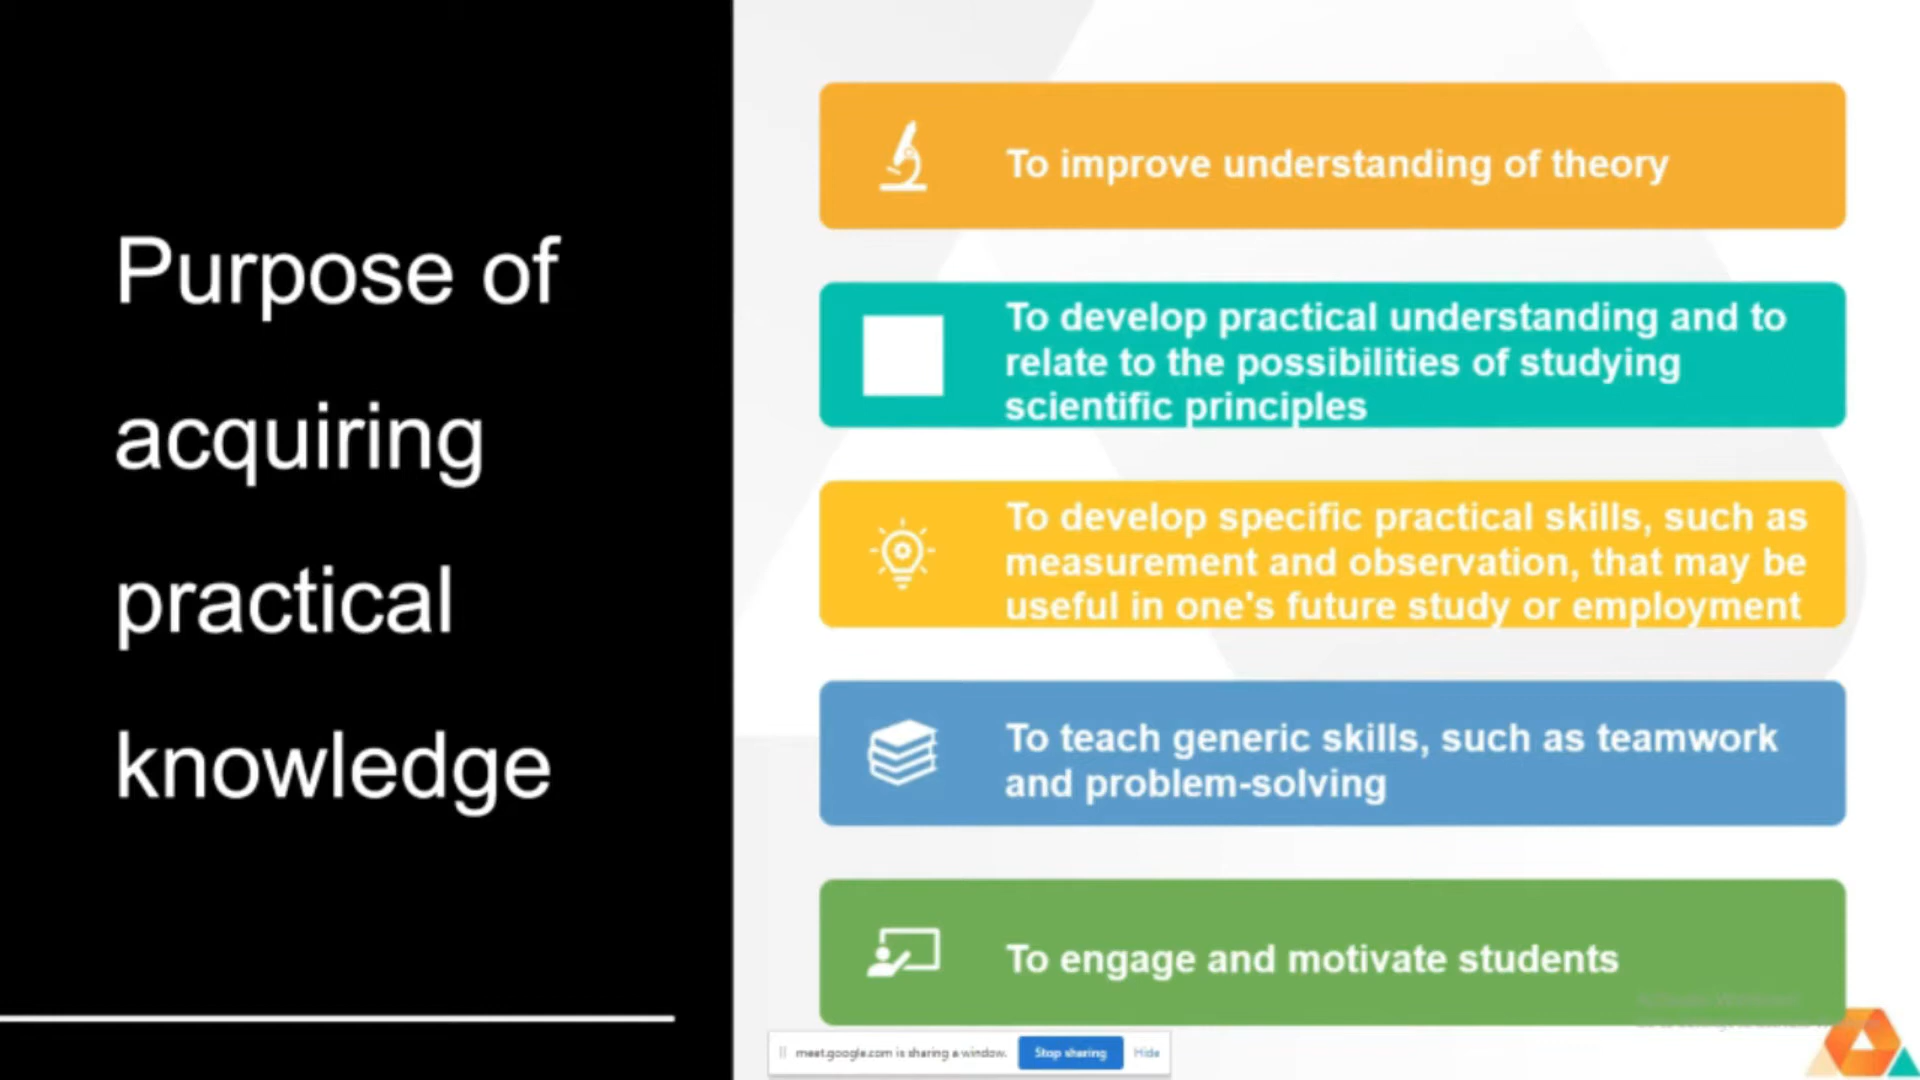 Purpose of
acquiring
practical
knowledge
To improve understanding of theory
To develop practical understanding and to
relate to the possibilities of studying
scientific principles
To develop specific practical skills, such as
measurement and observation, that may be
useful in one's future study or employment
To teach generic skills, such as teamwork
and problem-solving
To engage and motivate students
meet.google.com is sharing a window.
Stop sharing
Hide